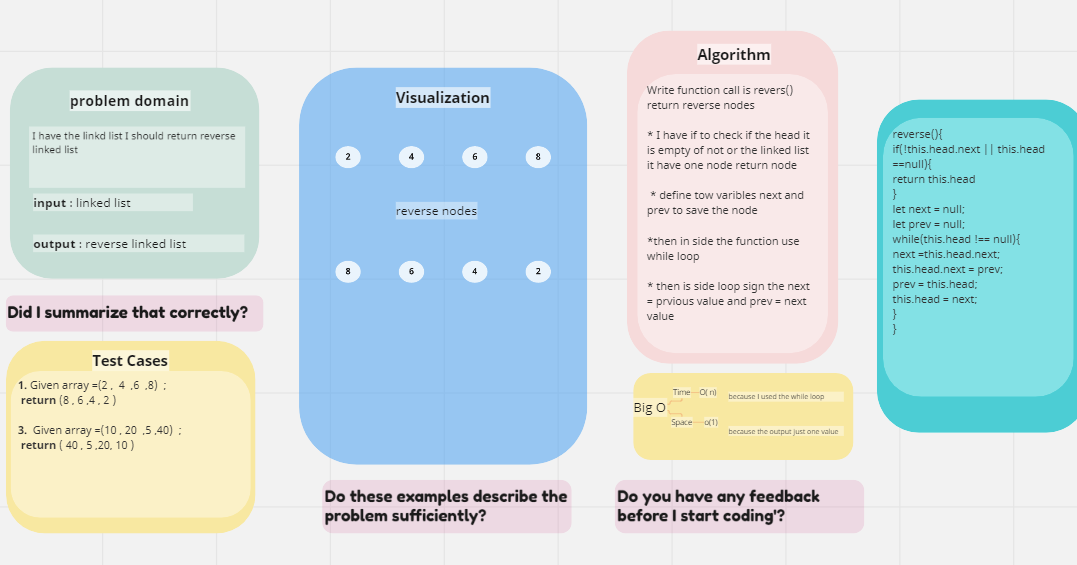 problem domain
I have the linkd list I should return reverse
linked list
input : linked list
output : reverse linked list
Did I summarize that correctly?
Test Cases
1. Given array =(2 , 4 ,6 ,8) ;
return (8 , 6 ,4 , 2 )
3. Given array =(10 , 20 ,5 ,40) ;
return ( 40 , 5 ,20, 10 )
Visualization
2 4 6 8
reverse nodes
8 6 4 2
Do these examples describe the
problem sufficiently?
Algorithm
Write function call is revers()
return reverse nodes
* I have if to check if the head it
is empty of not or the linked list
it have one node return node
* define tow varibles next and
prev to save the node
*then in side the function use
while loop
* then is side loop sign the next
= prvious value and prev = next
value
Big O
Time O( n) because I used the while loop
Space o(1) because the output just one value
Do you have any feedback
before I start coding'?
reverse(){
if(!this.head.next || this.head
==null){
return this.head
}
let next = null;
let prev = null;
while(this.head !== null){
next =this.head.next;
this.head.next = prev;
prev = this.head;
this.head = next;
}
}